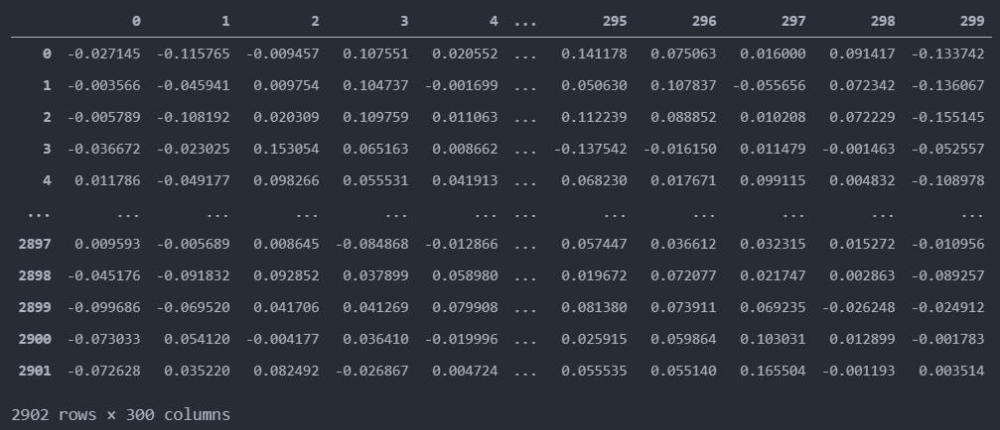 0 1 2 3 4 ... 295 296 297 298 299
0 -0.027145 -0.115765 -0.009457 0.107551 0.020552 ... 0.141178 0.075063 0.016000 0.091417 -0.133742
1 -0.003566 -0.045941 0.009754 0.104737 -0.001699 ... 0.050630 0.107837 -0.055656 0.072342 -0.136067
2 -0.005789 -0.108192 0.020309 0.109759 0.011063 ... 0.112239 0.088852 0.010208 0.072229 -0.155145
3 -0.036672 -0.023025 0.153054 0.065163 0.008662 ... -0.137542 -0.016150 0.011479 -0.001463 -0.052557
4 0.011786 -0.049177 0.098266 0.055531 0.041913 ... 0.068230 0.017671 0.099115 0.004832 -0.108978
... ... ... ... ... ... ... ... ... ... ... ...
2897 0.009593 -0.005689 0.008645 -0.084868 -0.012866 ... 0.057447 0.036612 0.032315 0.015272 -0.010956
2898 -0.045176 -0.091832 0.092852 0.037899 0.058980 ... 0.019672 0.072077 0.021747 0.002863 -0.089257
2899 -0.099686 -0.069520 0.041706 0.041269 0.079908 ... 0.081380 0.073911 0.069235 -0.026248 -0.024912
2900 -0.073033 0.054120 -0.004177 0.036410 -0.019996 ... 0.025915 0.059864 0.103031 0.012899 -0.001783
2901 -0.072628 0.035220 0.082492 -0.026867 0.004724 ... 0.055535 0.055140 0.165504 -0.001193 0.003514
2902 rows × 300 columns